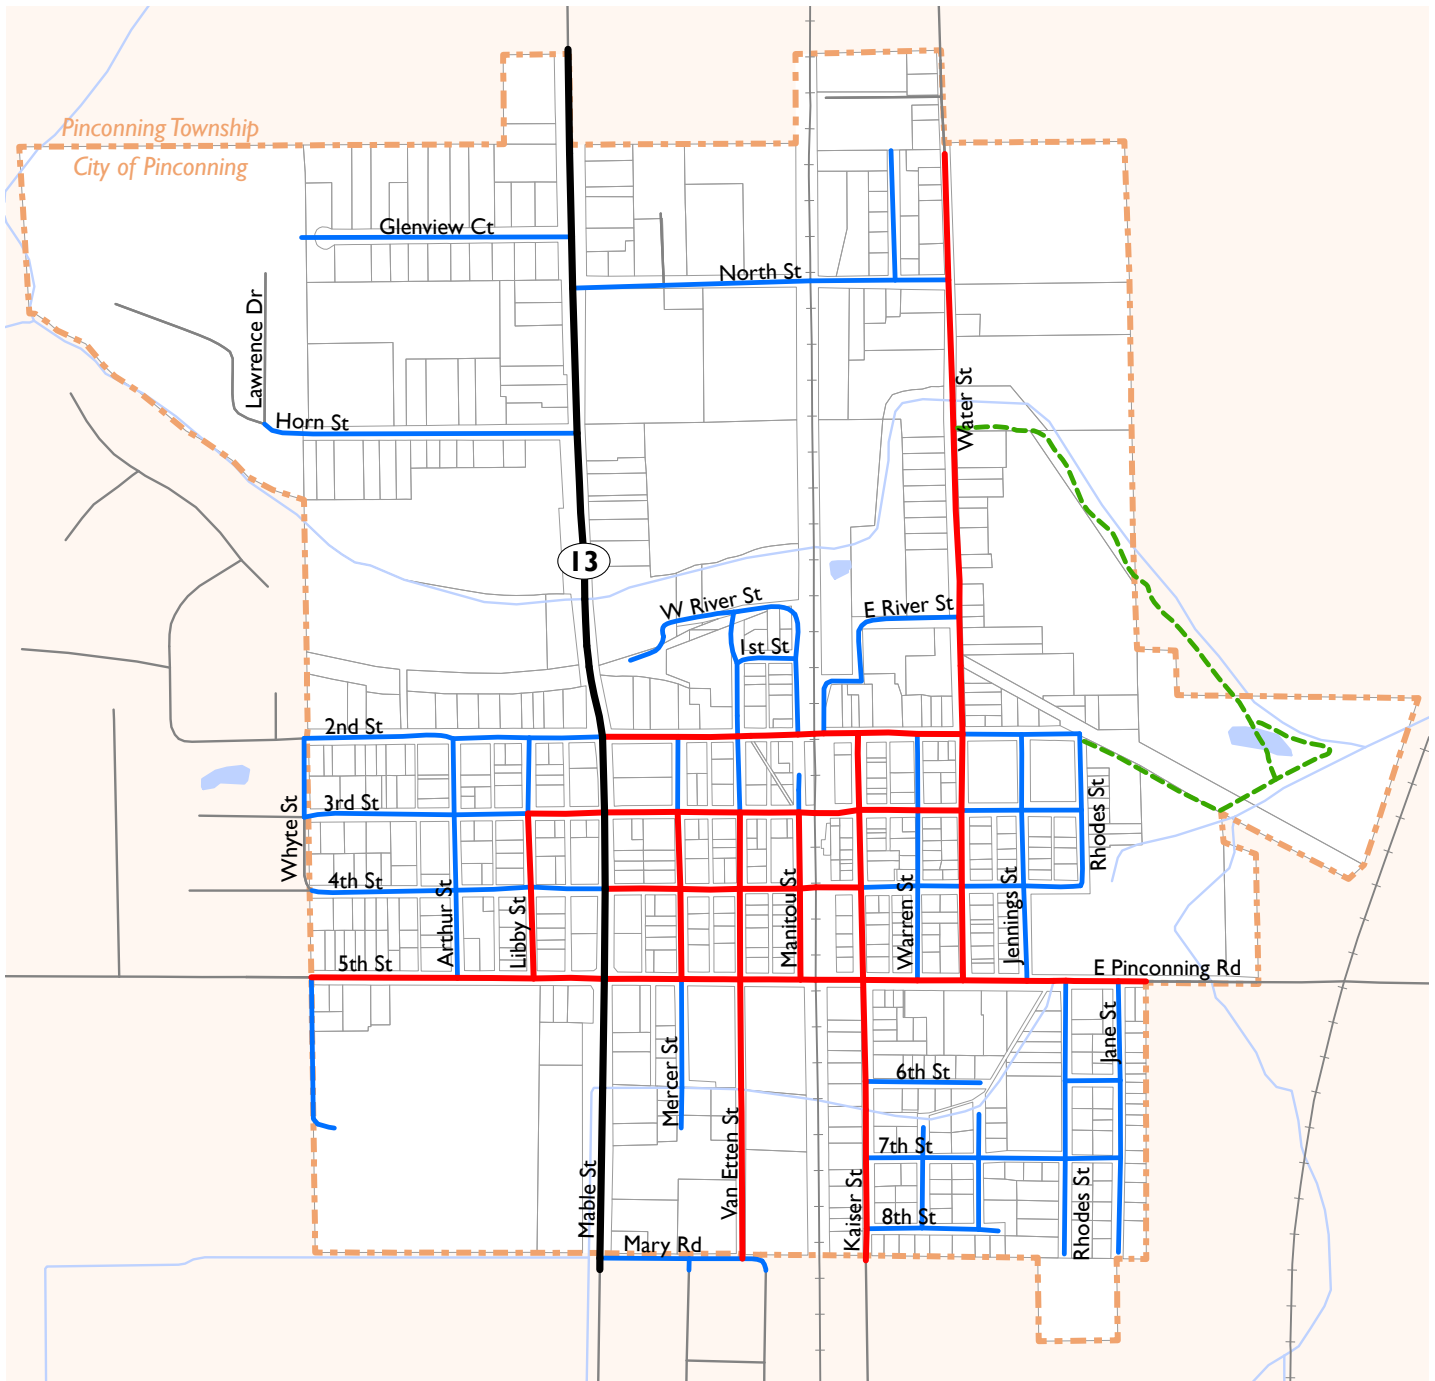 Pinconning Township
City of Pinconning
Glenview Ct
North St
Lawrence Dr
Horn St
Water St
13
W River St
E River St
1st St
2nd St
3rd St
Whyte St
Rhodes St
4th St
Arthur St
Libby St
Manitou St
Warren St
Jennings St
5th St
E Pinconning Rd
Mercer St
Jane St
6th St
7th St
Van Etten St
Mable St
Kaiser St
Rhodes St
8th St
Mary Rd